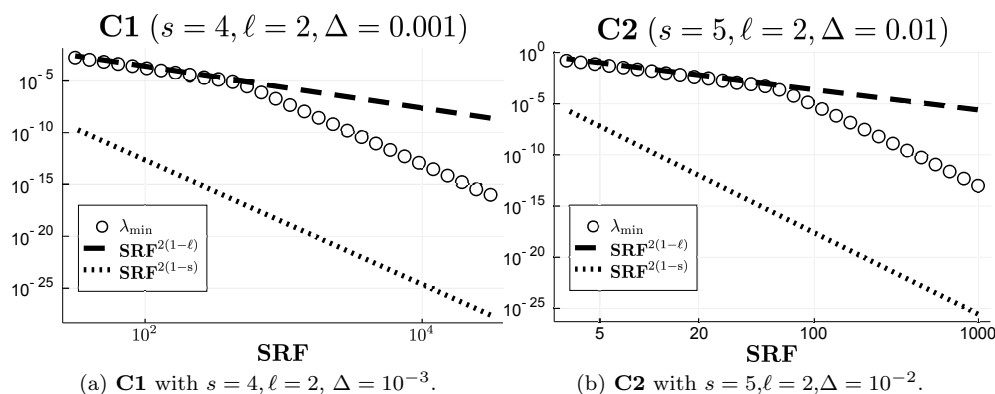 C1 (s = 4, ℓ = 2, Δ = 0.001)
10^-5
10^-10
10^-15
10^-20
10^-25
λ_min
SRF^2(1-ℓ)
SRF^2(1-s)
10^2
10^4
SRF
(a) C1 with s = 4, ℓ = 2, Δ = 10^-3.
C2 (s = 5, ℓ = 2, Δ = 0.01)
10^0
10^-5
10^-10
10^-15
10^-20
10^-25
λ_min
SRF^2(1-ℓ)
SRF^2(1-s)
5
20
100
1000
SRF
(b) C2 with s = 5,ℓ = 2,Δ = 10^-2.